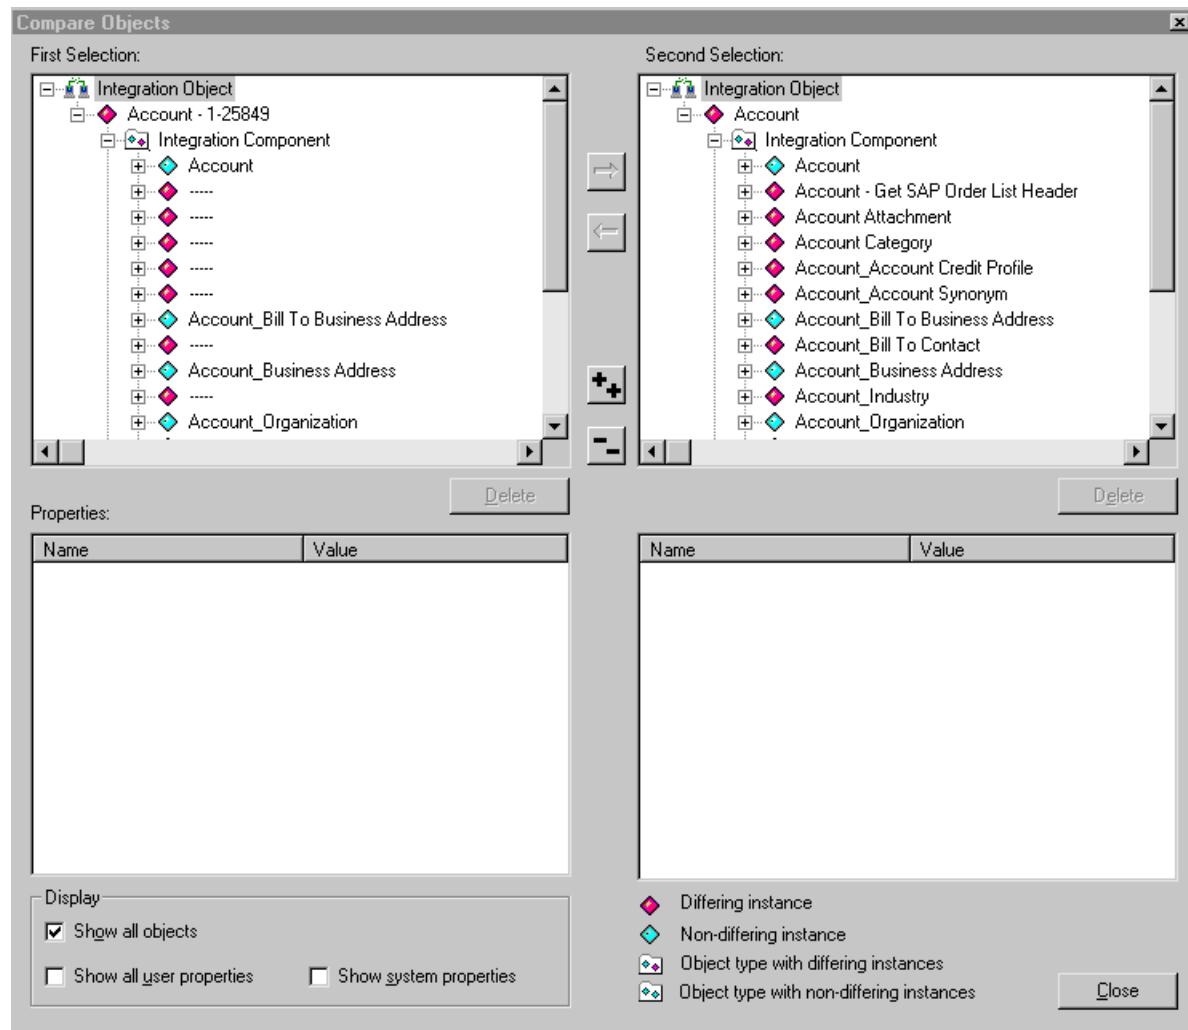 Compare Objects
First Selection:
Integration Object
Account - 1-25849
Integration Component
Account
-----
-----
-----
-----
-----
Account_Bill To Business Address
-----
Account_Business Address
-----
Account_Organization
Delete
Second Selection:
Integration Object
Account
Integration Component
Account
Account - Get SAP Order List Header
Account Attachment
Account Category
Account_Account Credit Profile
Account_Account Synonym
Account_Bill To Business Address
Account_Bill To Contact
Account_Business Address
Account_Industry
Account_Organization
Delete
Properties:
Name Value
Name Value
Display
Show all objects
Show all user properties Show system properties
Differing instance
Non-differing instance
Object type with differing instances
Object type with non-differing instances
Close